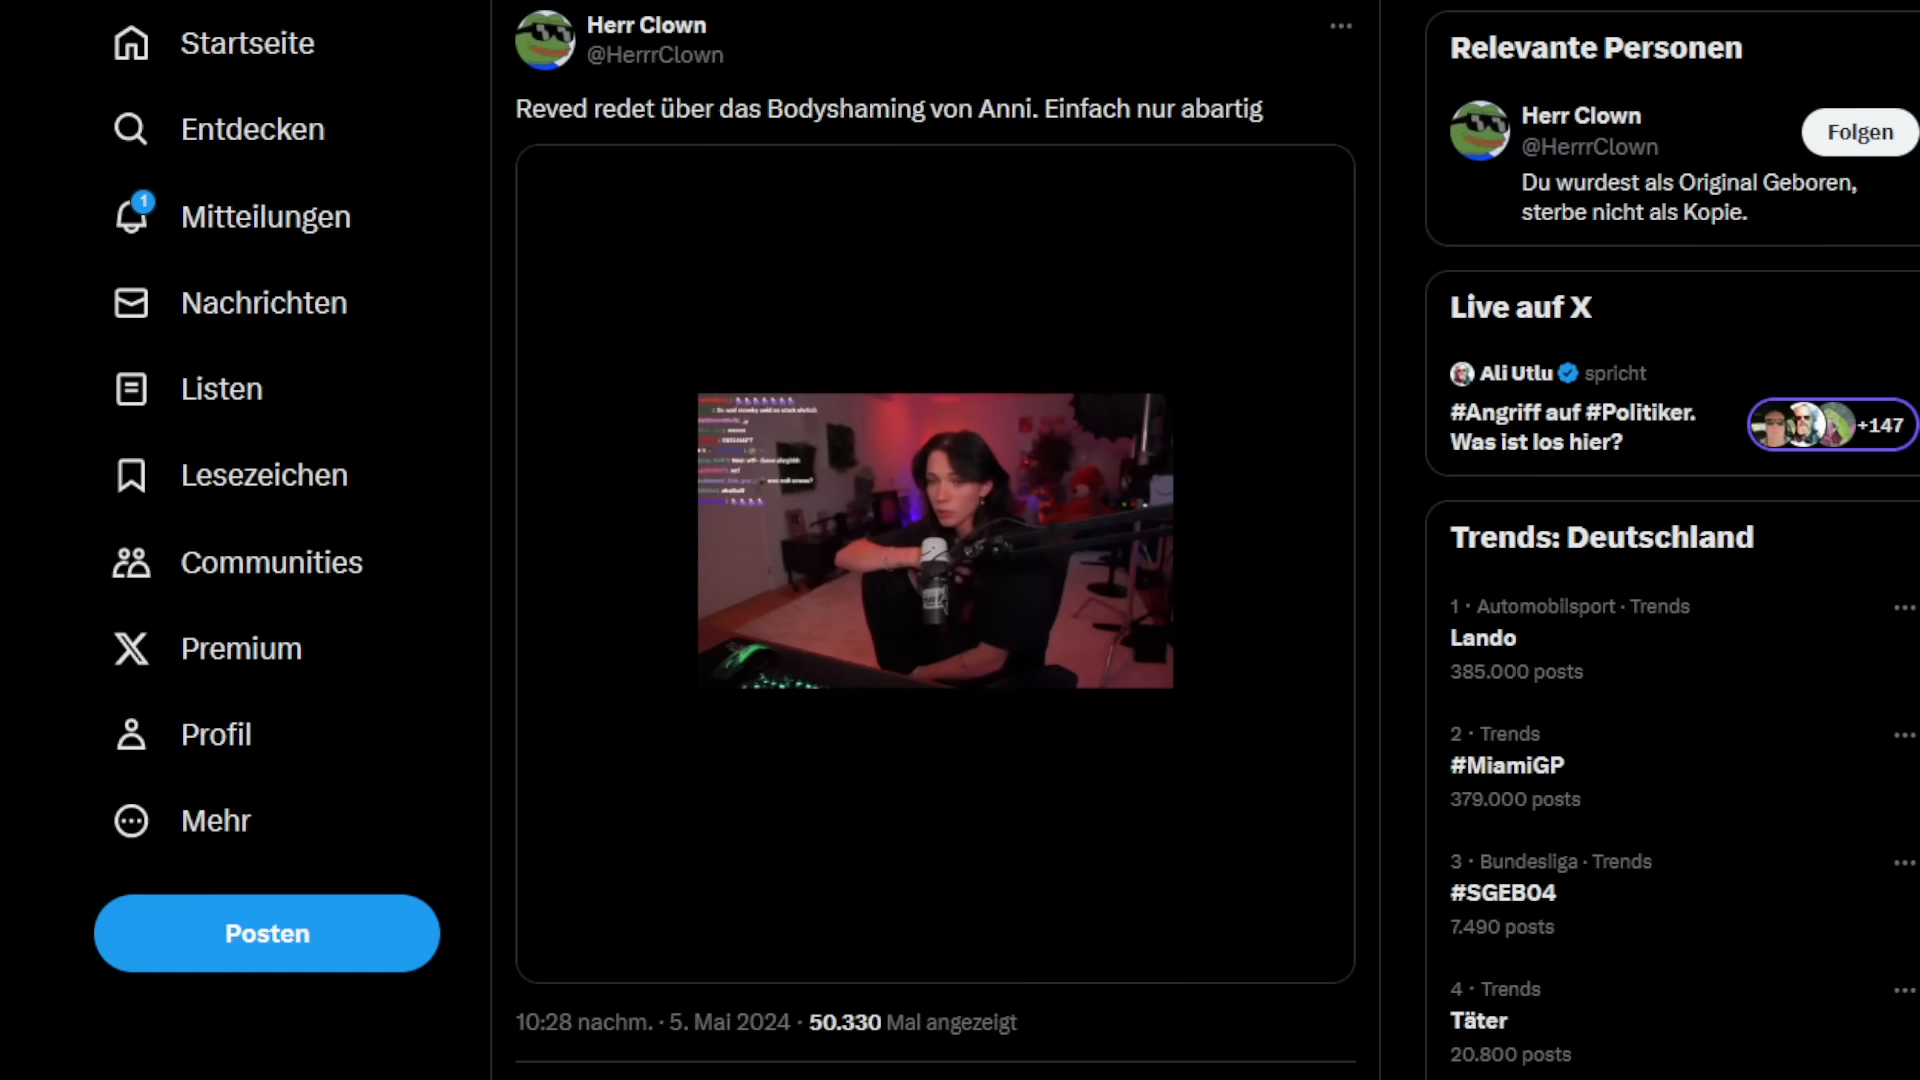 Startseite
Entdecken
1
Mitteilungen
Nachrichten
Listen
Lesezeichen
Communities
Premium
Profil
Mehr
Posten
Herr Clown
@HerrrClown
Reved redet über das Bodyshaming von Anni. Einfach nur abartig
10:28 nachm. · 5. Mai 2024 · 50.330 Mal angezeigt
Relevante Personen
Herr Clown
@HerrrClown
Folgen
Du wurdest als Original Geboren,
sterbe nicht als Kopie.
Live auf X
Ali Utlu spricht
#Angriff auf #Politiker.
Was ist los hier?
+147
Trends: Deutschland
1 · Automobilsport · Trends
Lando
385.000 posts
2 · Trends
#MiamiGP
379.000 posts
3 · Bundesliga · Trends
#SGEB04
7.490 posts
4 · Trends
Täter
20.800 posts